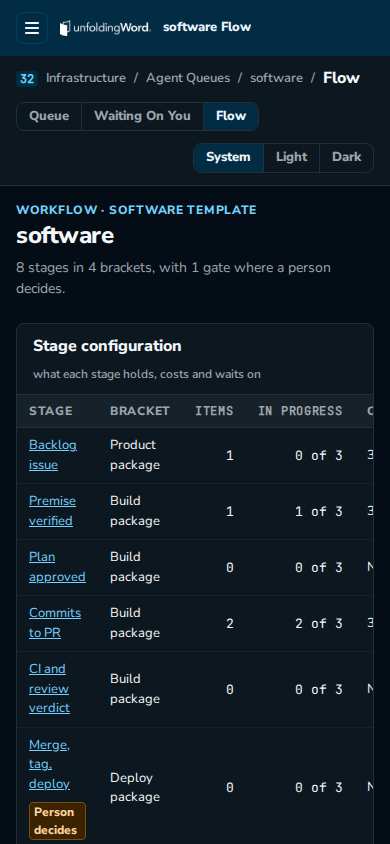 unfoldingWord. software Flow
32 Infrastructure / Agent Queues / software / Flow
Queue Waiting On You Flow
System Light Dark
WORKFLOW · SOFTWARE TEMPLATE
software
8 stages in 4 brackets, with 1 gate where a person
decides.
Stage configuration
what each stage holds, costs and waits on
STAGE BRACKET ITEMS IN PROGRESS
Backlog issue Product package 1 0 of 3
Premise verified Build package 1 1 of 3
Plan approved Build package 0 0 of 3
Commits to PR Build package 2 2 of 3
CI and review verdict Build package 0 0 of 3
Merge, tag, deploy Person decides Deploy package 0 0 of 3